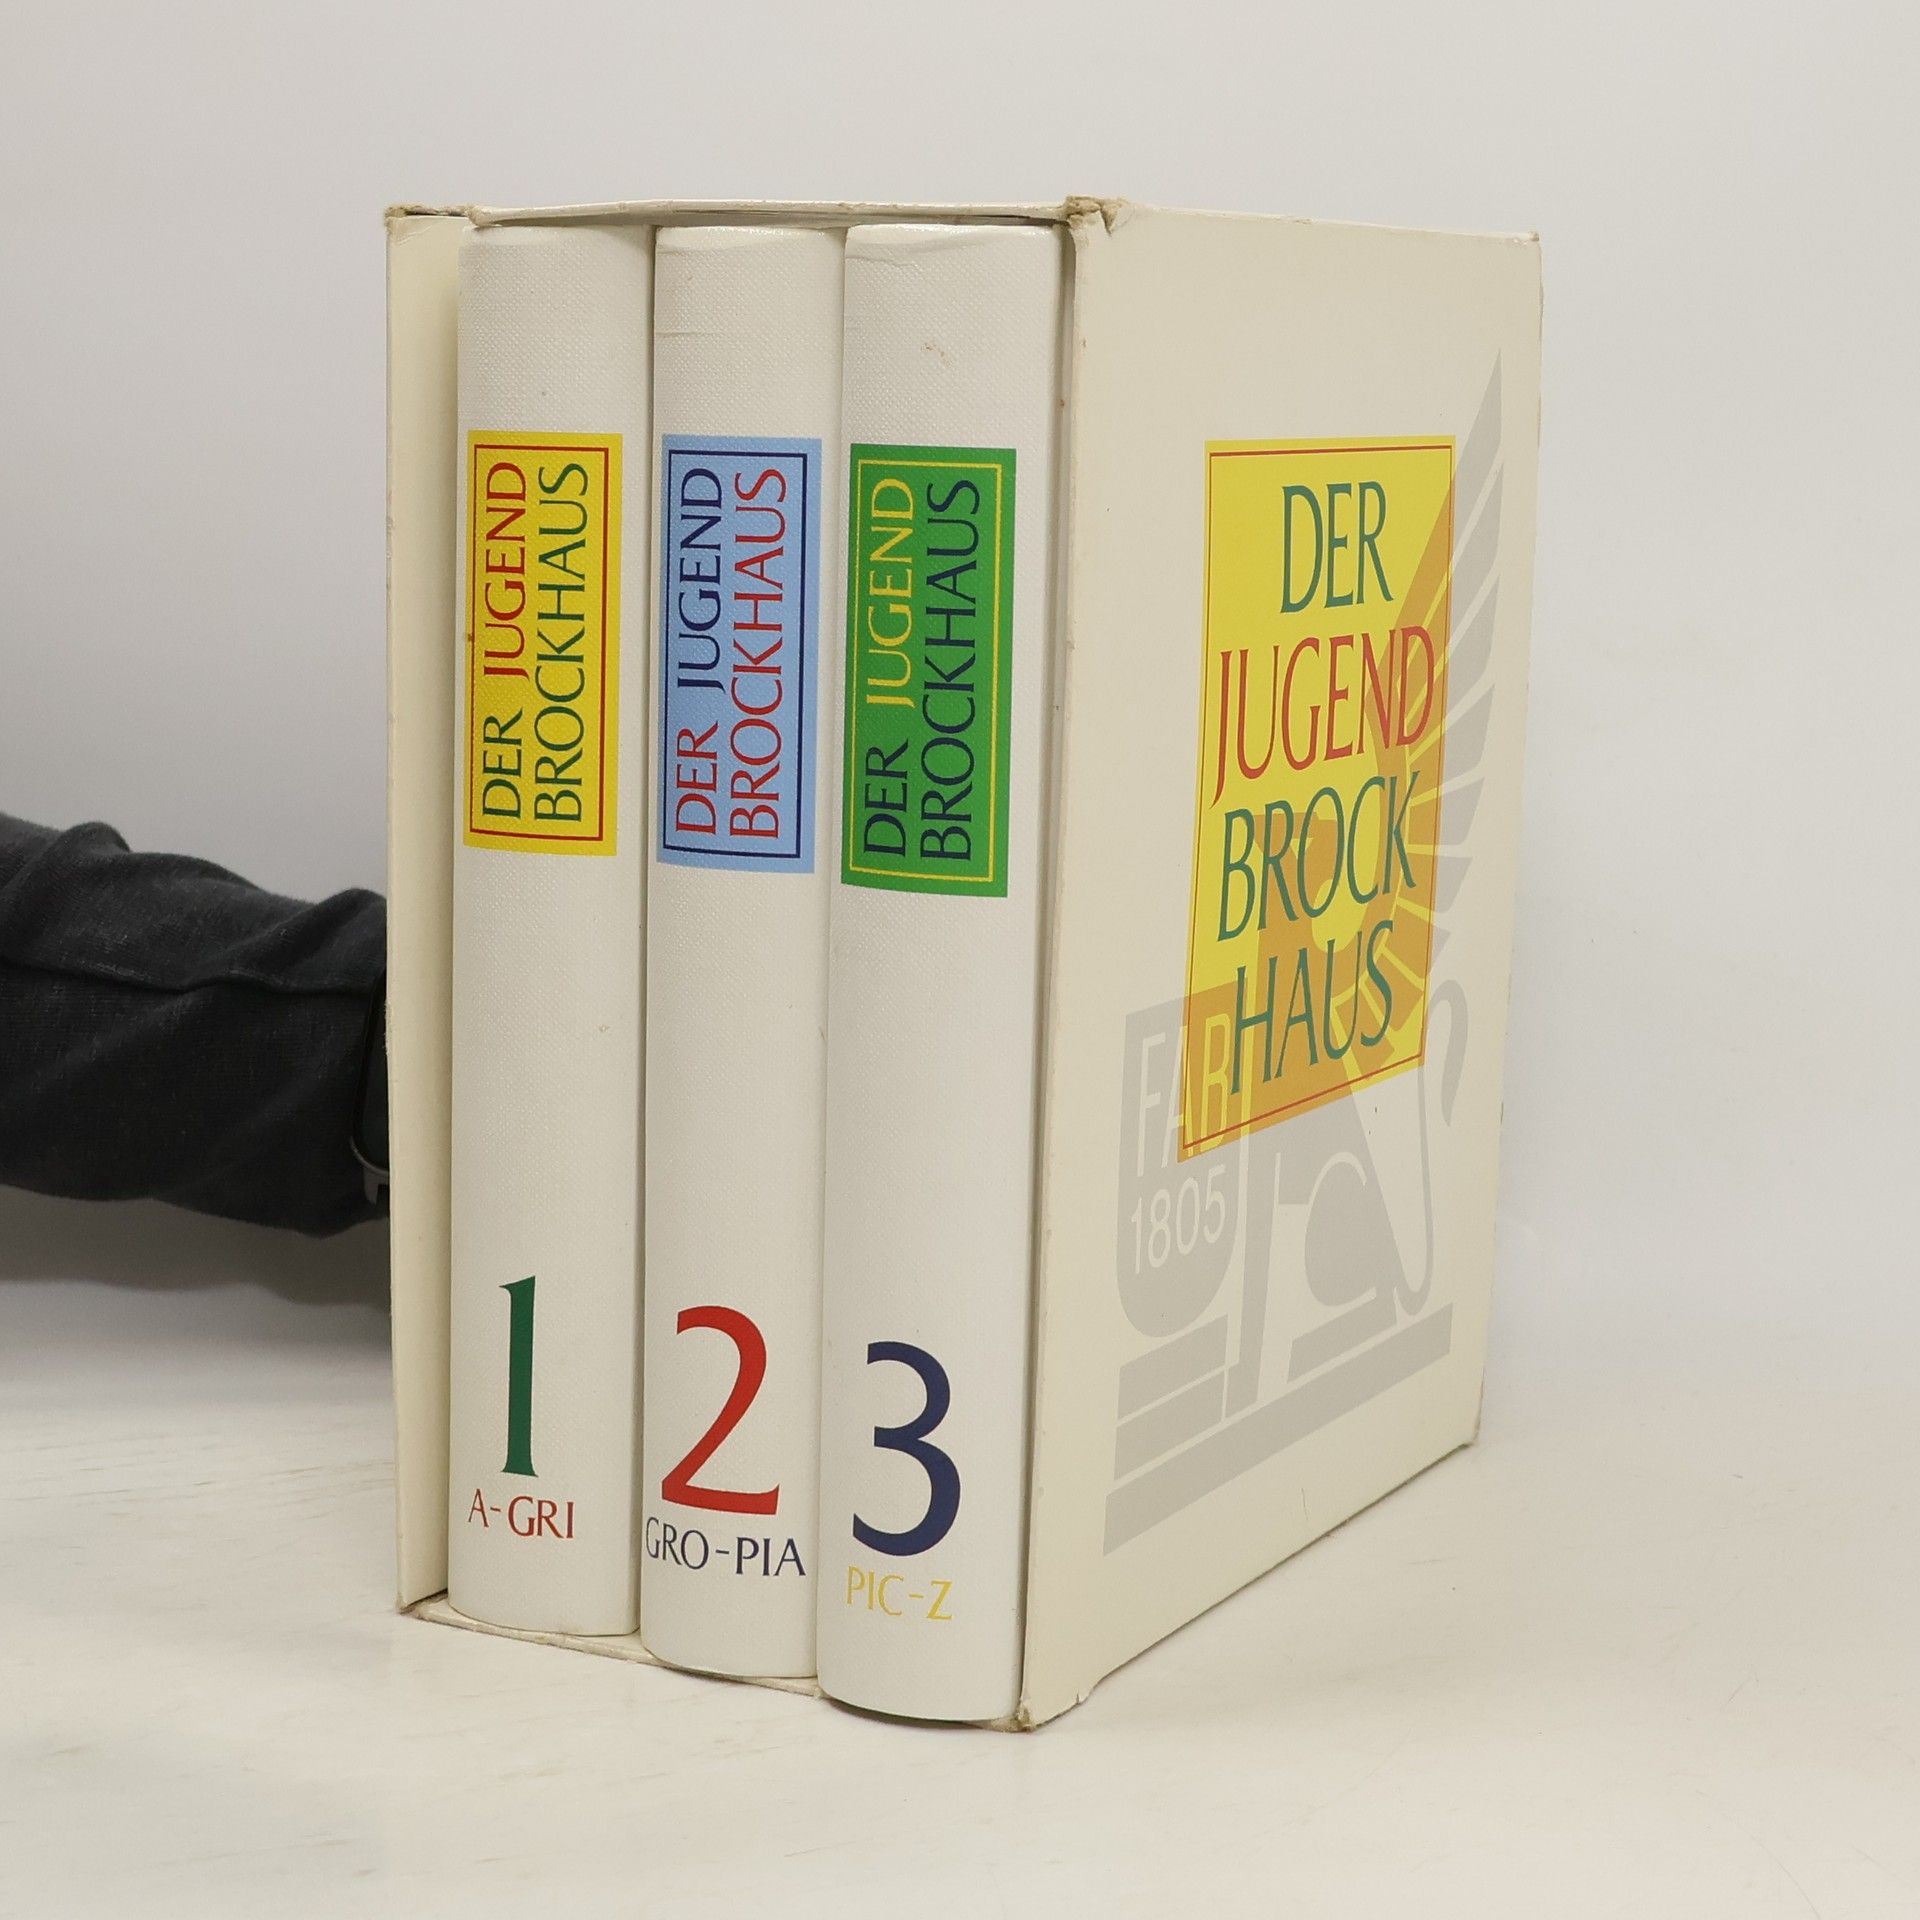 DER JUGEND
BROCKHAUS
1
A-GRI
DER JUGEND
BROCKHAUS
2
GRO-PIA
DER JUGEND
BROCKHAUS
3
PIC-Z
DER
JUGEND
BROCK
HAUS
FAB
1805